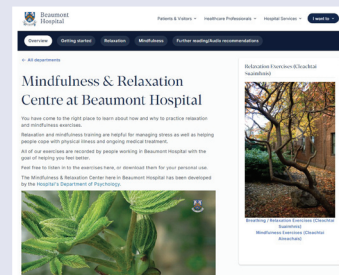 Beaumont
Hospital
Patients & Visitors
Healthcare Professionals
Hospital Services
I want to
Overview
Getting started
Relaxation
Mindfulness
Further reading/Audio recommendations
← All departments
Mindfulness & Relaxation
Centre at Beaumont Hospital
You have come to the right place to learn about how and why to practice relaxation
and mindfulness exercises.
Relaxation and mindfulness training are helpful for managing stress as well as helping
people cope with physical illness and ongoing medical treatment.
All of our exercises are recorded by people working in Beaumont Hospital with the
goal of helping you feel better.
Feel free to listen in to the exercises here, or download them for your personal use.
The Mindfulness & Relaxation Centre here in Beaumont Hospital has been developed
by the Hospital's Department of Psychology.
Relaxation Exercises (Cleachtaí
Suaimhnis)
Breathing / Relaxation Exercises (Cleachtaí
Suaimhnis)
Mindfulness Exercises (Cleachtaí